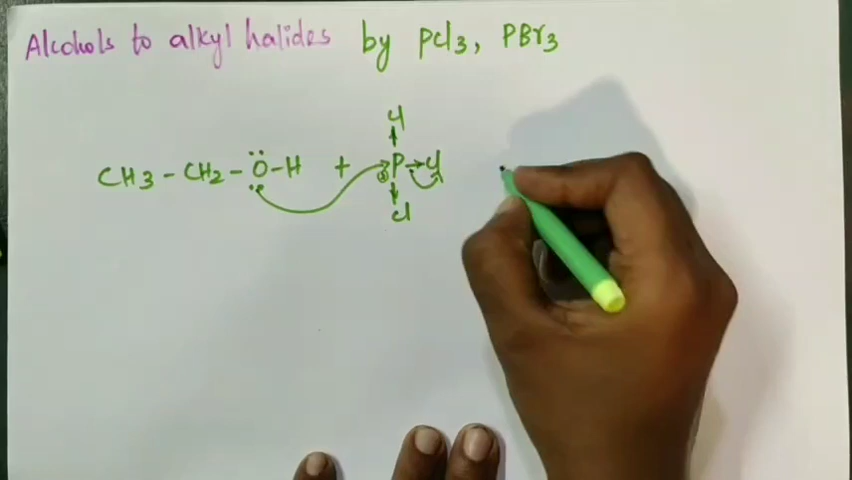 Alcohols to alkyl halides by PCl3, PBr3
Cl
CH3 - CH2 - O - H + P → Cl
Cl